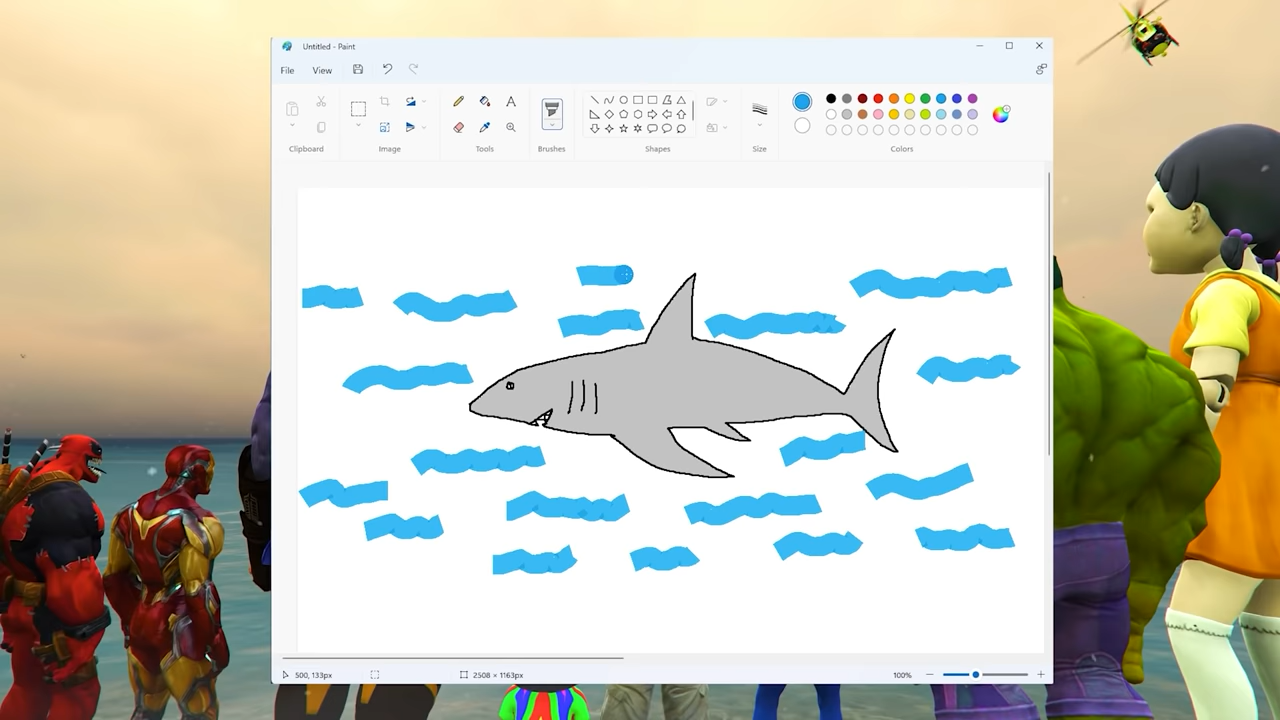 Untitled - Paint
File View
Clipboard Image Tools Brushes Shapes Size Colors
500, 133px 2508 × 1163px 100%